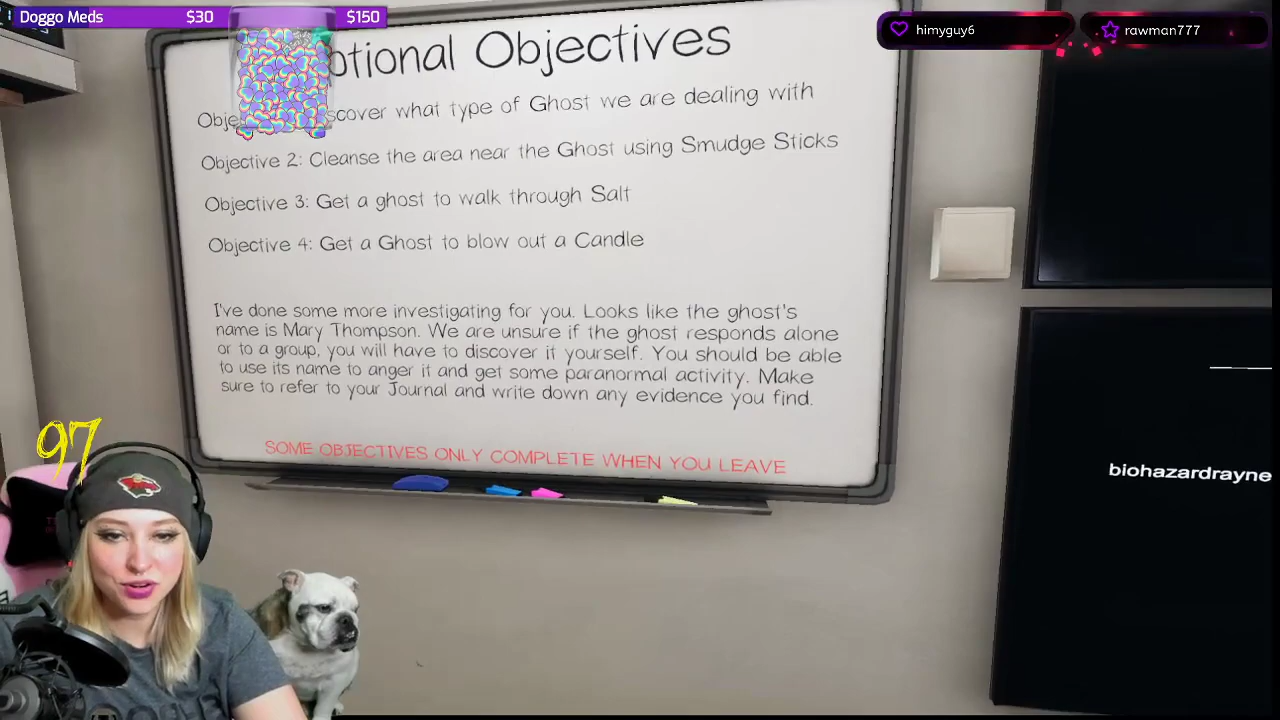 Doggo Meds $30 $150
himyguy6
rawman777
Objectives
what type of Ghost we are dealing with
Objective 2: Cleanse the area near the Ghost using Smudge Sticks
Objective 3: Get a ghost to walk through Salt
Objective 4: Get a Ghost to blow out a Candle
I've done some more investigating for you. Looks like the ghost's
name is Mary Thompson. We are unsure if the ghost responds alone
or to a group, you will have to discover it yourself. You should be able
to use its name to anger it and get some paranormal activity. Make
sure to refer to your Journal and write down any evidence you find.
SOME OBJECTIVES ONLY COMPLETE WHEN YOU LEAVE
97
biohazardrayne